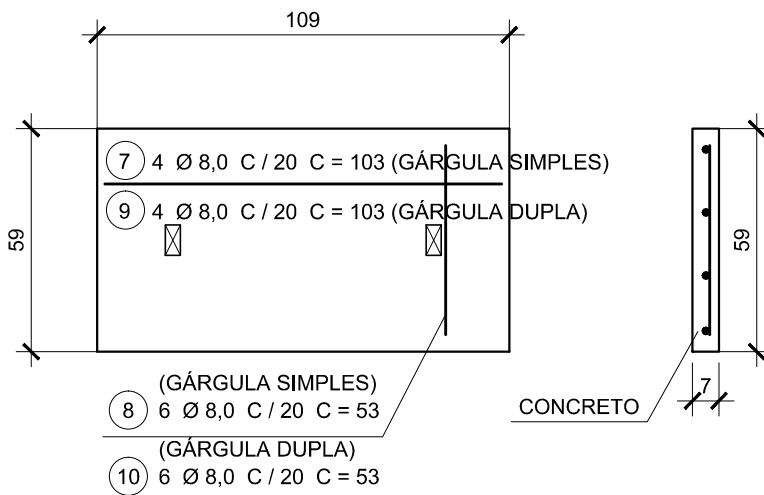 109
7 4 Ø 8,0 C / 20 C = 103 (GÁRGULA SIMPLES)
9 4 Ø 8,0 C / 20 C = 103 (GÁRGULA DUPLA)
59
59
(GÁRGULA SIMPLES)
8 6 Ø 8,0 C / 20 C = 53
(GÁRGULA DUPLA)
10 6 Ø 8,0 C / 20 C = 53
CONCRETO
7